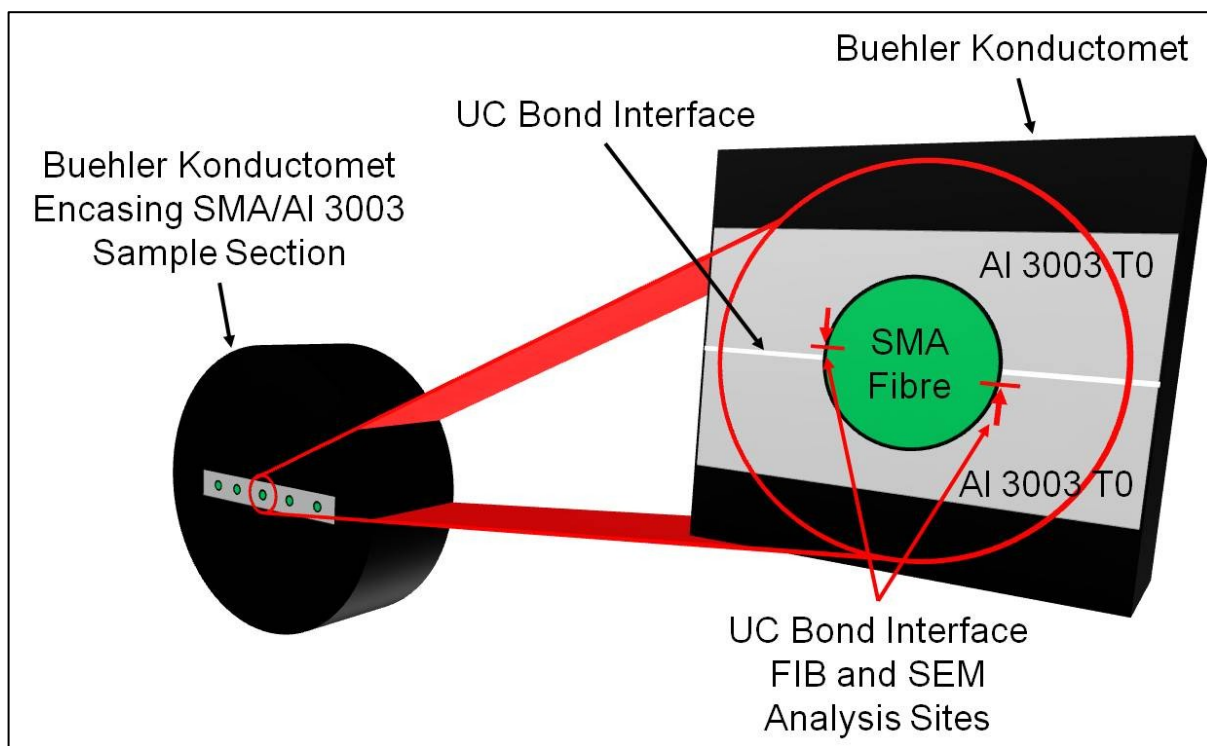 Buehler Konductomet
UC Bond Interface
Buehler Konductomet
Encasing SMA/Al 3003
Sample Section
Al 3003 T0
SMA
Fibre
Al 3003 T0
UC Bond Interface
FIB and SEM
Analysis Sites